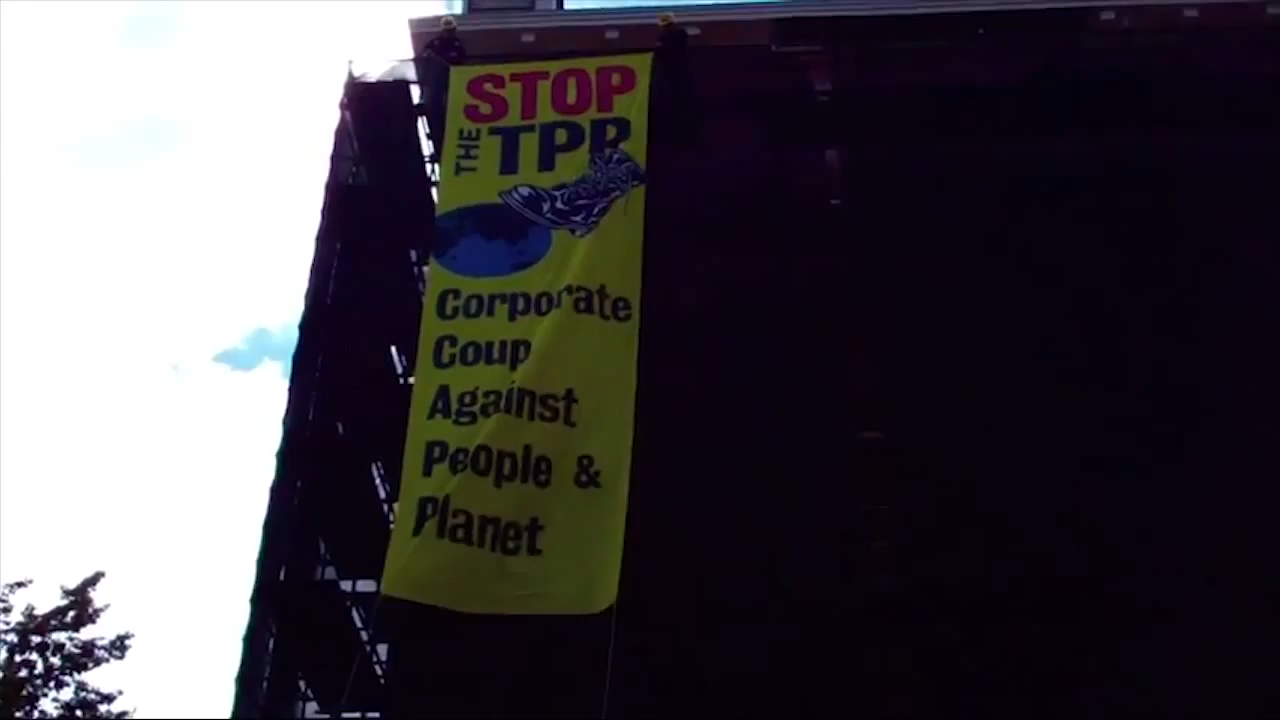 STOP
THE TPP
Corporate
Coup
Against
People &
Planet